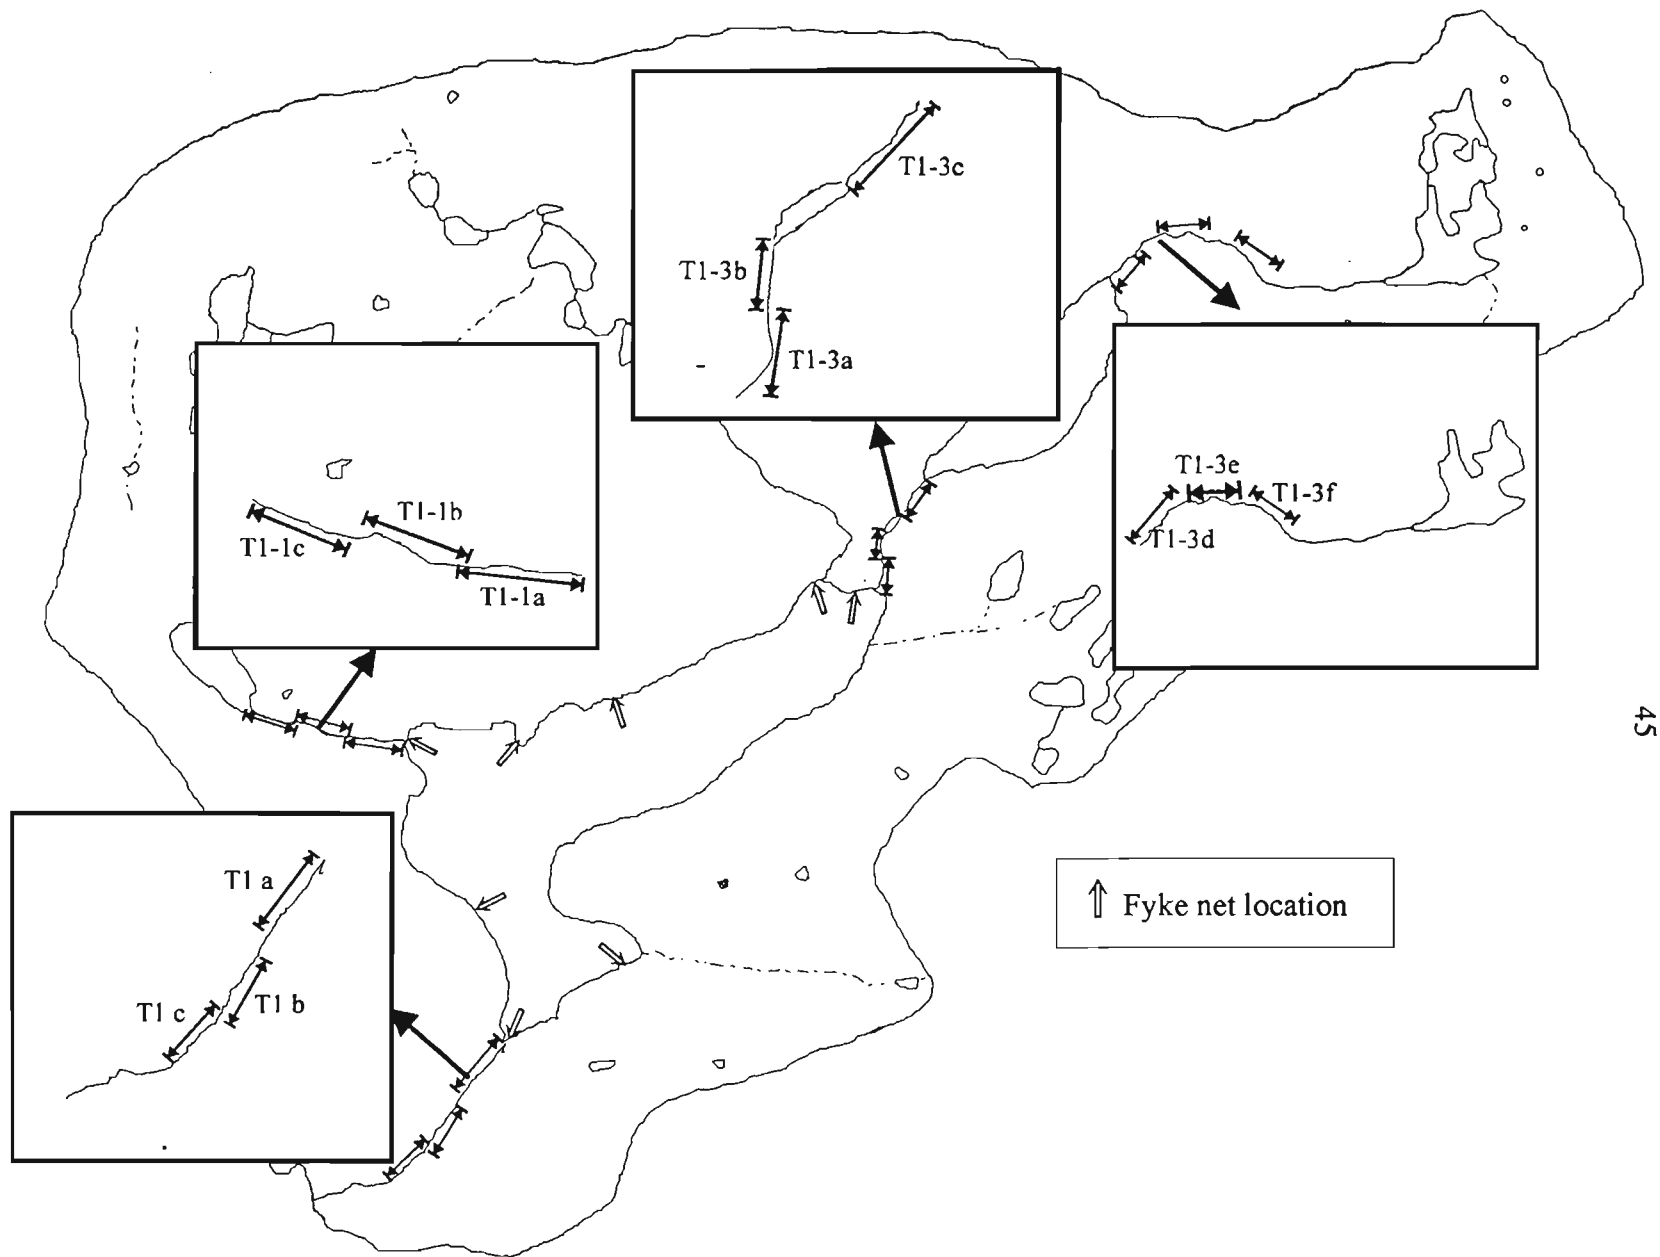 T1-3c
T1-3b
T1-3a
T1-1b
T1-1c
T1-1a
T1-3e
T1-3f
T1-3d
45
T1 a
T1 b
T1 c
Fyke net location